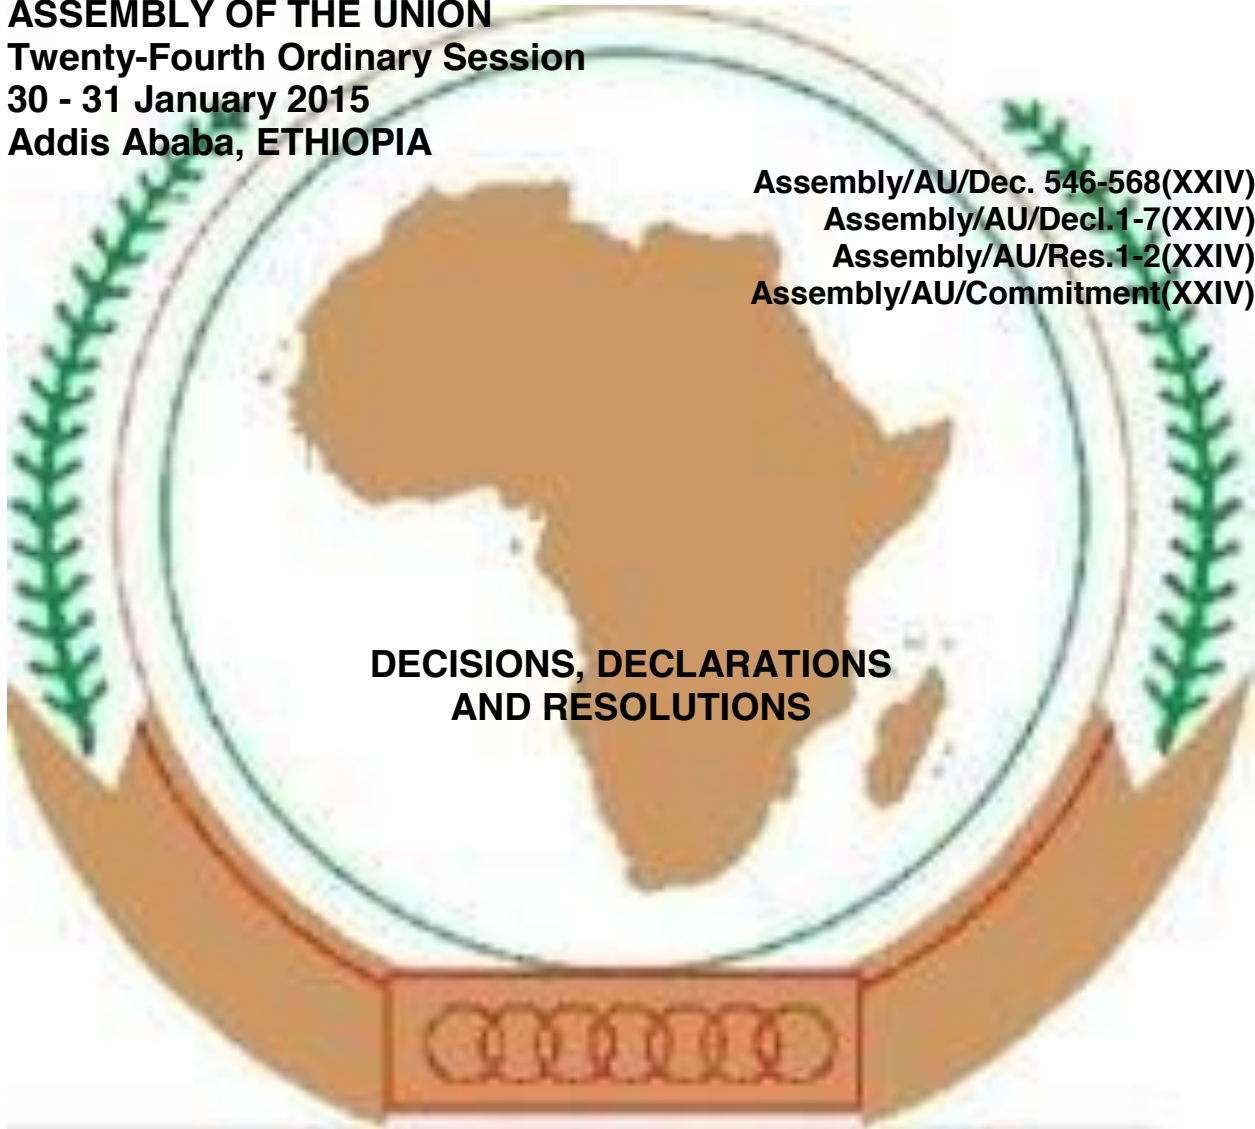 ASSEMBLY OF THE UNION
Twenty-Fourth Ordinary Session
30 - 31 January 2015
Addis Ababa, ETHIOPIA
Assembly/AU/Dec. 546-568(XXIV)
Assembly/AU/Decl.1-7(XXIV)
Assembly/AU/Res.1-2(XXIV)
Assembly/AU/Commitment(XXIV)
DECISIONS, DECLARATIONS
AND RESOLUTIONS